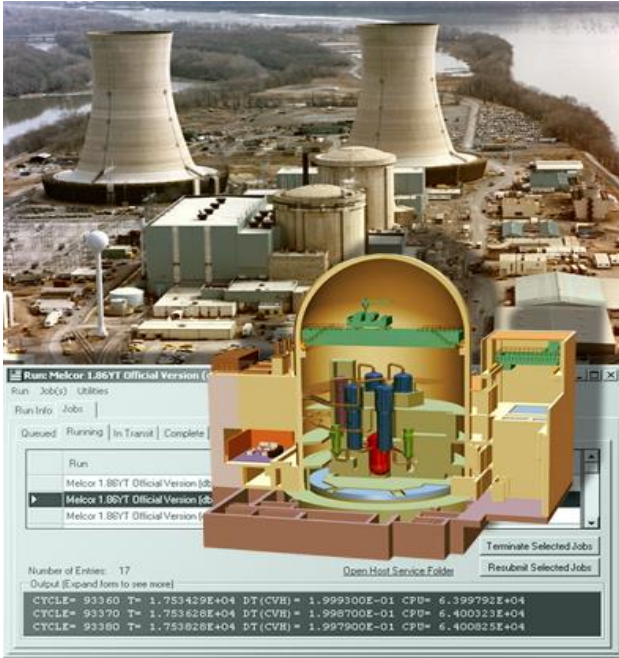 Run: Melcor 1.86YT Official Version (
Run Job(s) Utilities
Run Info Jobs
Queued Running In Transit Complete
Run
Melcor 1.86YT Official Version (db
Melcor 1.86YT Official Version (db
Melcor 1.86YT Official Version (db
Terminate Selected Jobs
Number of Entries: 17 Open Host Service Folder Resubmit Selected Jobs
Output (Expand form to see more)
CYCLE= 93360 T= 1.753429E+04 DT(CVH)= 1.999300E-01 CPU= 6.399792E+04
CYCLE= 93370 T= 1.753628E+04 DT(CVH)= 1.998700E-01 CPU= 6.400323E+04
CYCLE= 93380 T= 1.753828E+04 DT(CVH)= 1.997900E-01 CPU= 6.400825E+04